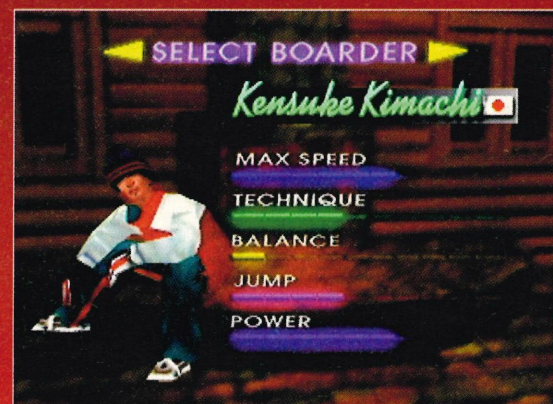 SELECT BOARDER
Kensuke Kimachi
MAX SPEED
TECHNIQUE
BALANCE
JUMP
POWER